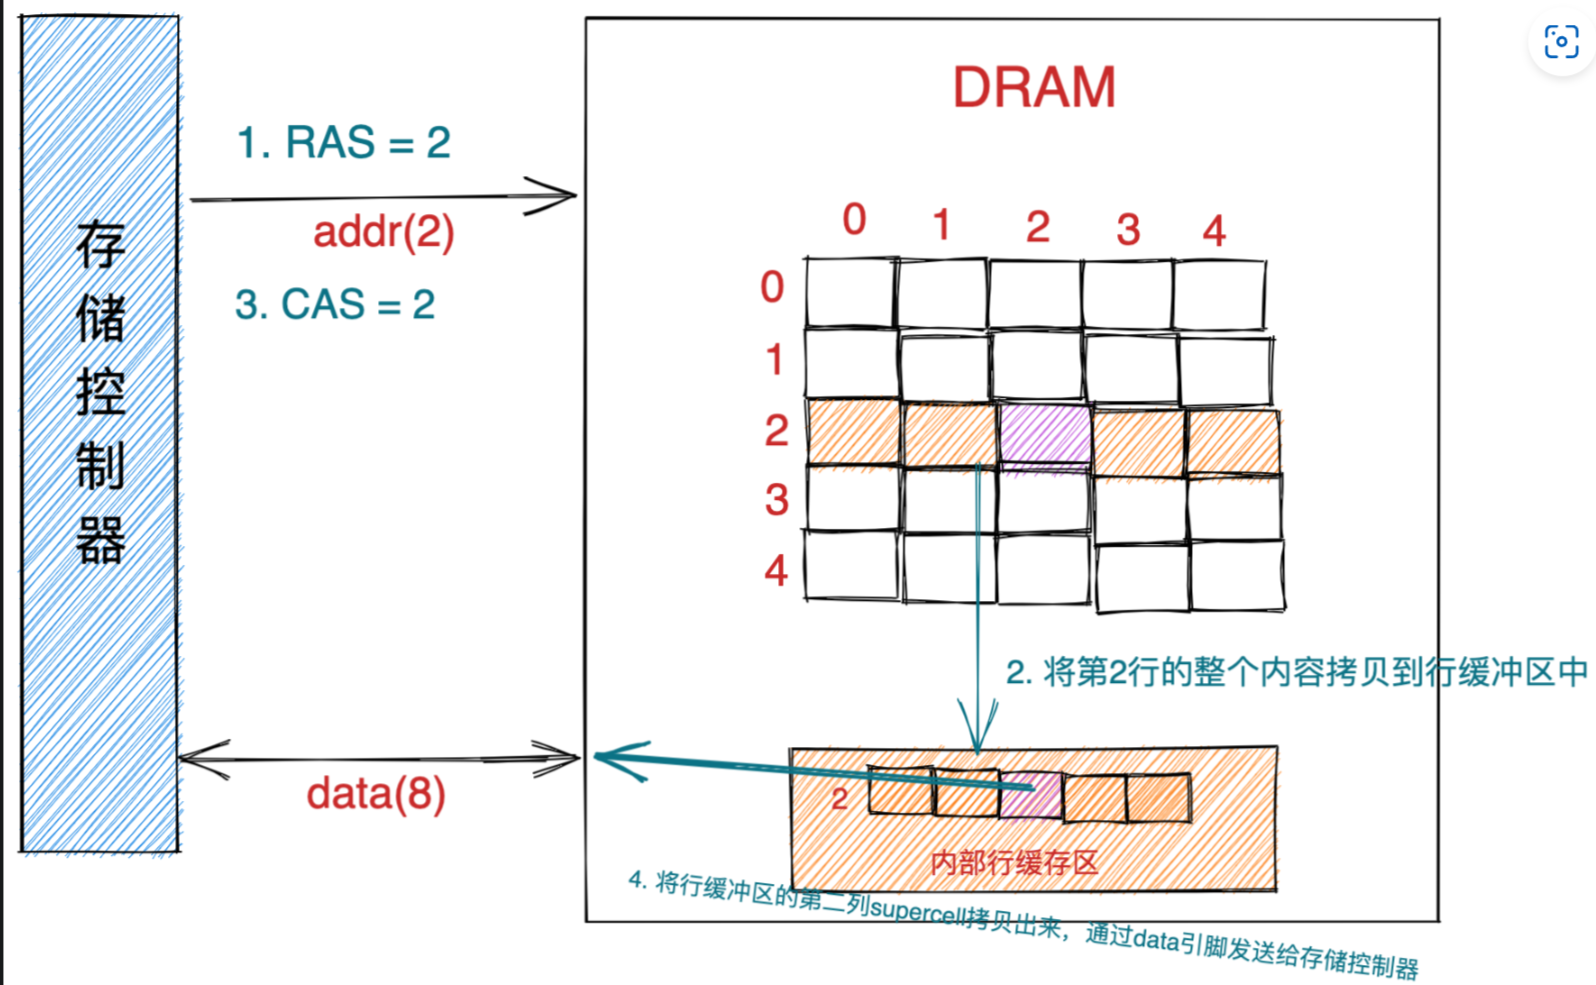 存储控制器
1. RAS = 2
addr(2)
3. CAS = 2
data(8)
DRAM
0 1 2 3 4
0
1
2
3
4
2. 将第2行的整个内容拷贝到行缓冲区中
2
内部行缓存区
4. 将行缓冲区的第二列supercell拷贝出来，通过data引脚发送给存储控制器